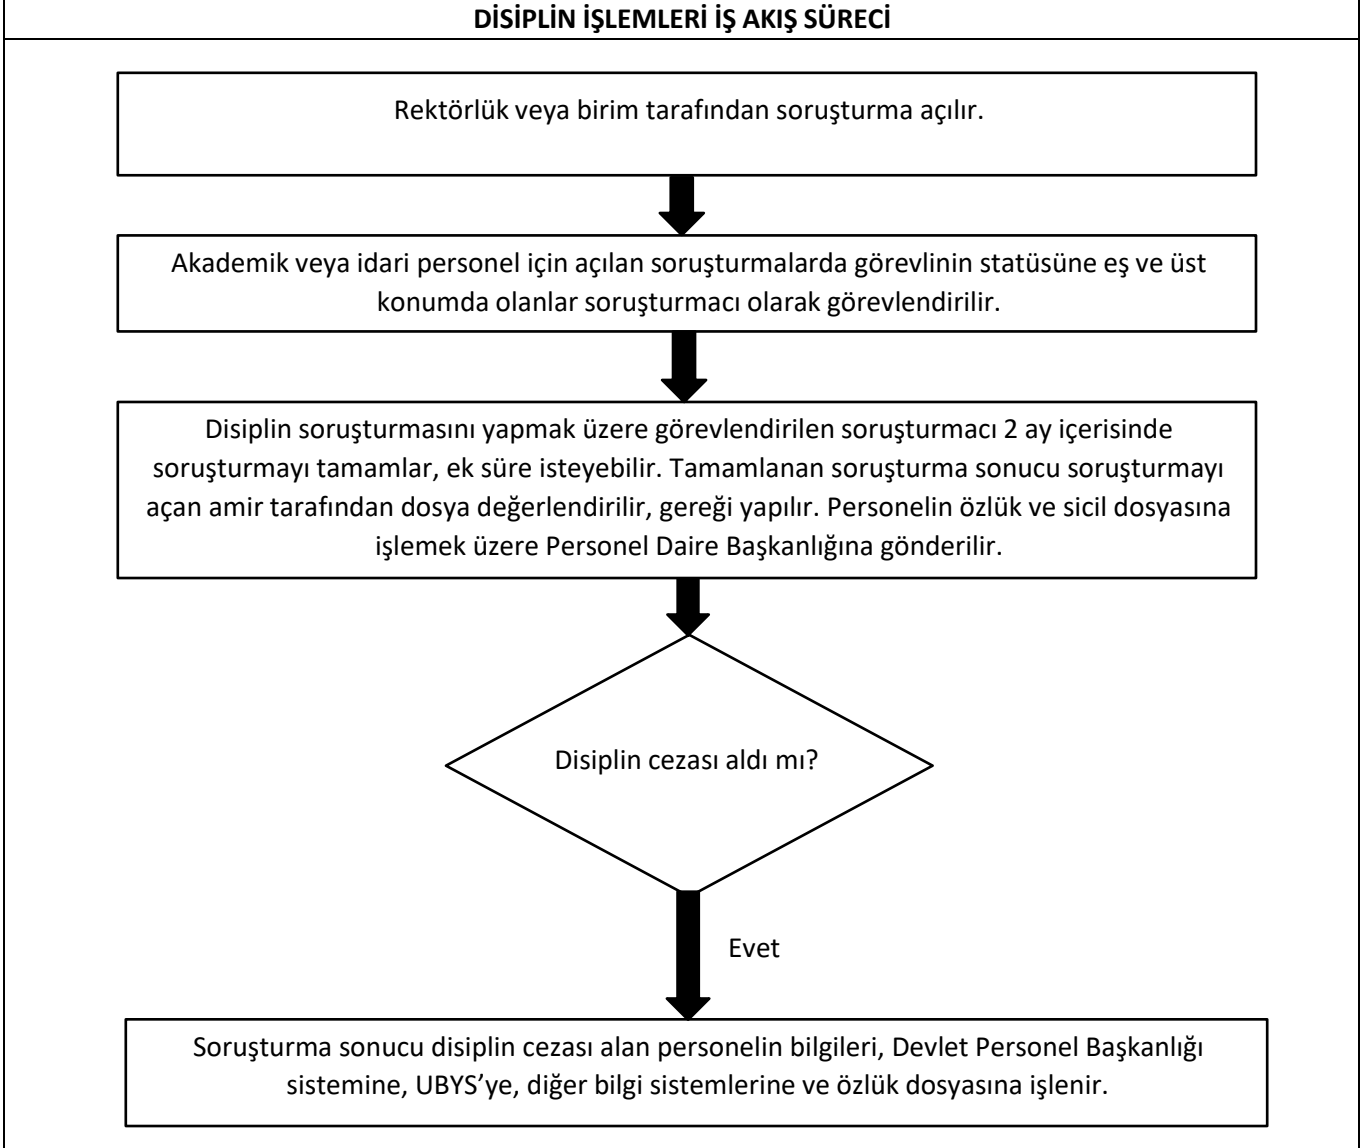 DİSİPLİN İŞLEMLERİ İŞ AKIŞ SÜRECİ
Rektörlük veya birim tarafından soruşturma açılır.
Akademik veya idari personel için açılan soruşturmalarda görevlinin statüsüne eş ve üst
konumda olanlar soruşturmacı olarak görevlendirilir.
Disiplin soruşturmasını yapmak üzere görevlendirilen soruşturmacı 2 ay içerisinde
soruşturmayı tamamlar, ek süre isteyebilir. Tamamlanan soruşturma sonucu soruşturmayı
açan amir tarafından dosya değerlendirilir, gereği yapılır. Personelin özlük ve sicil dosyasına
işlemek üzere Personel Daire Başkanlığına gönderilir.
Disiplin cezası aldı mı?
Evet
Soruşturma sonucu disiplin cezası alan personelin bilgileri, Devlet Personel Başkanlığı
sistemine, UBYS’ye, diğer bilgi sistemlerine ve özlük dosyasına işlenir.